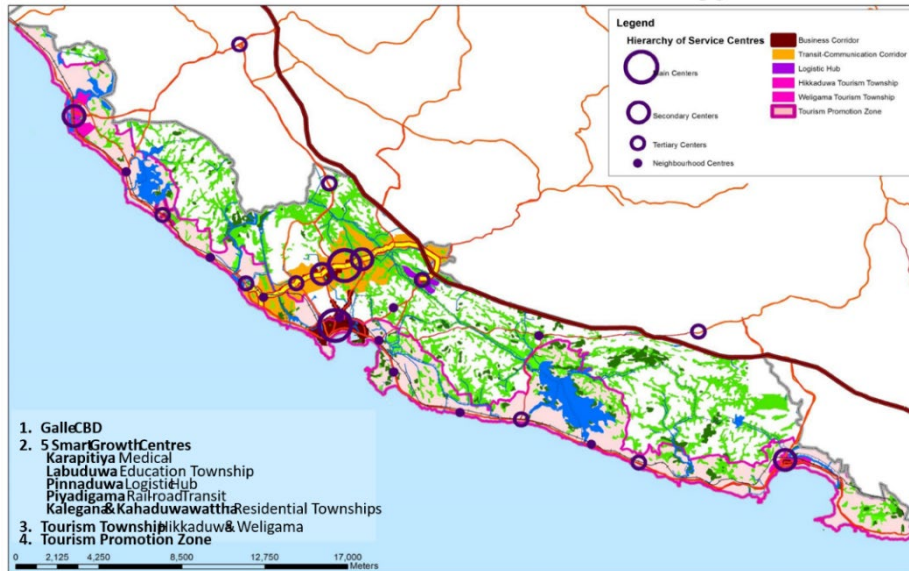 Legend
Hierarchy of Service Centres
Main Centers
Secondary Centers
Tertiary Centers
Neighbourhood Centres
Business Corridor
Transit-Communication Corridor
Logistic Hub
Hikkaduwa Tourism Township
Weligama Tourism Township
Tourism Promotion Zone
1. Galle CBD
2. 5 Smart Growth Centres
Karapitiya Medical
Labuduwa Education Township
Pinnaduwa Logistic Hub
Piyadigama Railroad Transit
Kalegana & Kahaduwawattha Residential Townships
3. Tourism Township Hikkaduwa & Weligama
4. Tourism Promotion Zone
0 2,125 4,250 8,500 12,750 17,000
Meters